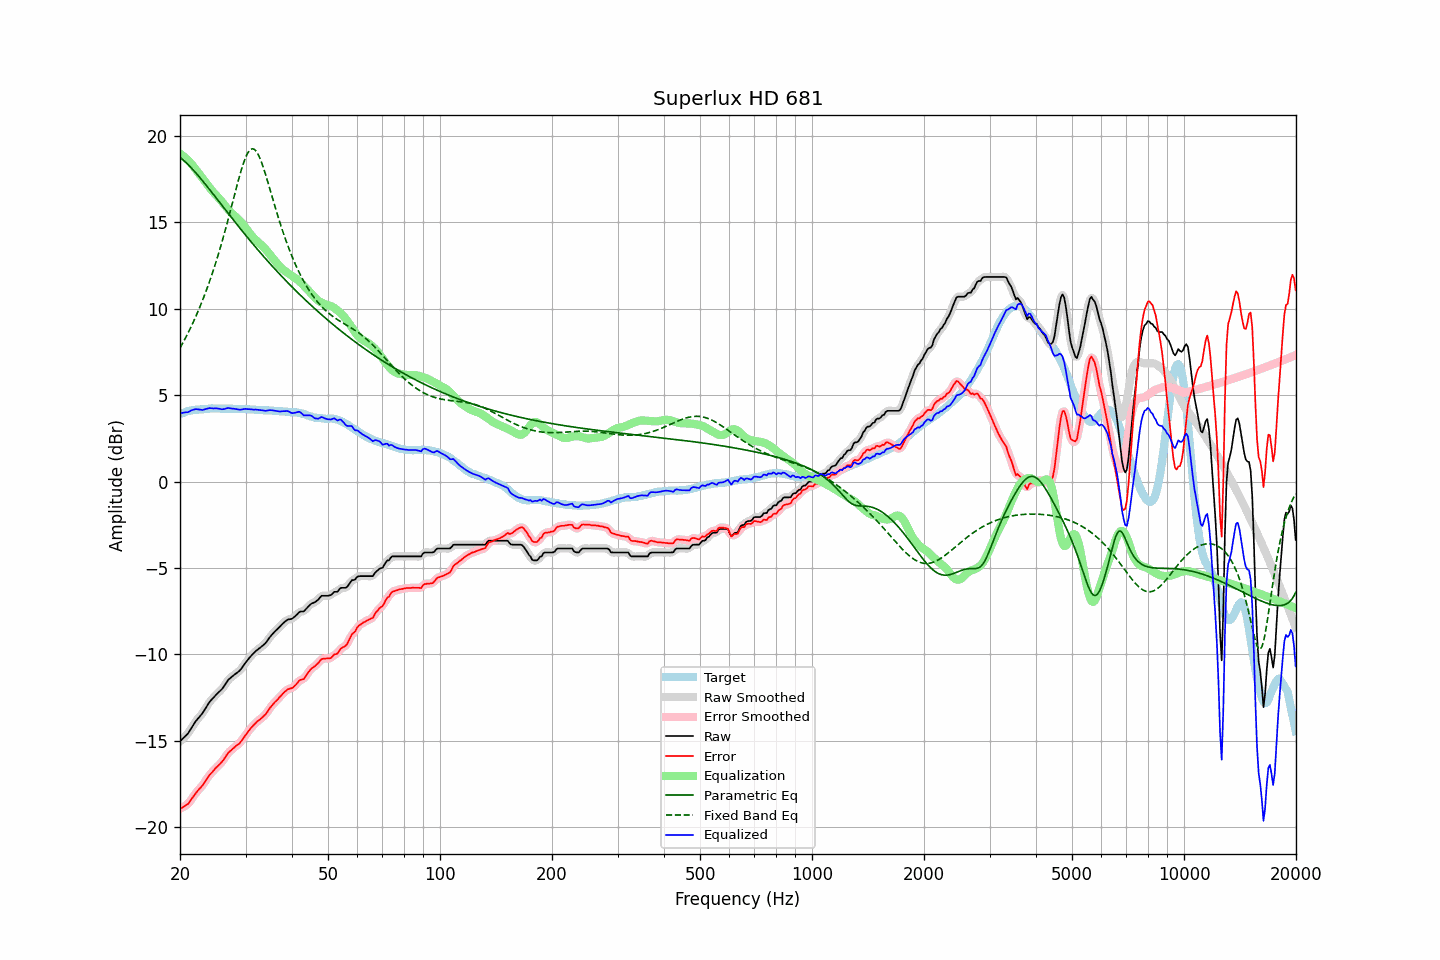 Superlux HD 681
20
15
10
5
0
−5
−10
−15
−20
Amplitude (dBr)
Target
Raw Smoothed
Error Smoothed
Raw
Error
Equalization
Parametric Eq
Fixed Band Eq
Equalized
20
50
100
200
500
1000
2000
5000
10000
20000
Frequency (Hz)